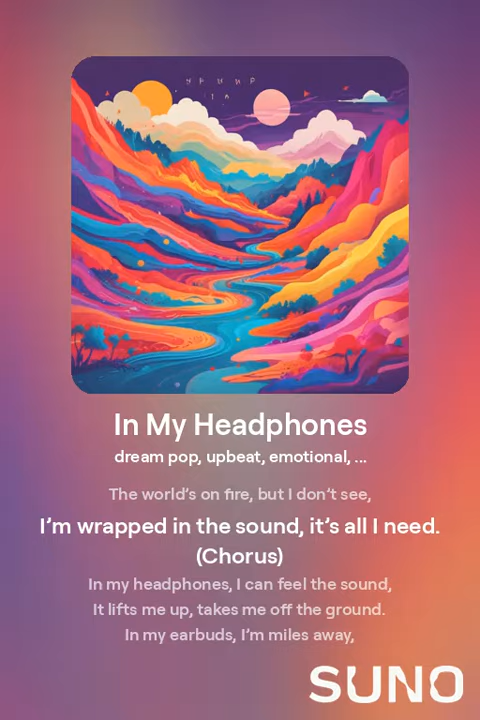 In My Headphones
dream pop, upbeat, emotional, ...
The world's on fire, but I don't see,
I'm wrapped in the sound, it's all I need.
(Chorus)
In my headphones, I can feel the sound,
It lifts me up, takes me off the ground.
In my earbuds, I'm miles away,
SUNO